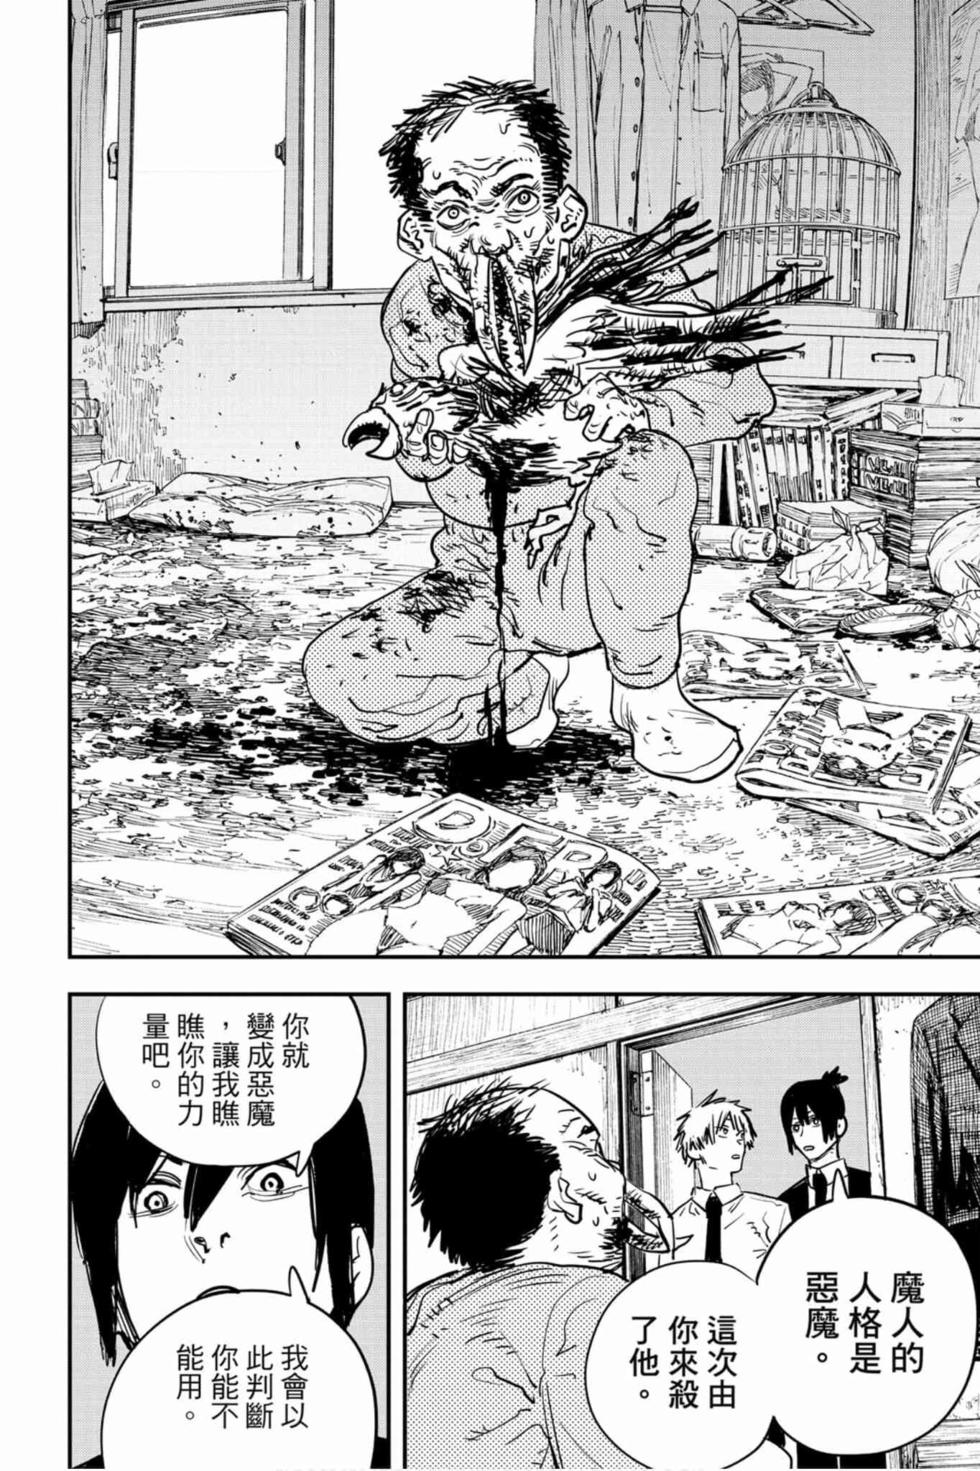 魔人的
人格是
惡魔。
這次由
你來殺
了他。
你就
變成惡魔
，讓我瞧
瞧你的力
量吧。
我會以
此判斷
你能不
能用。